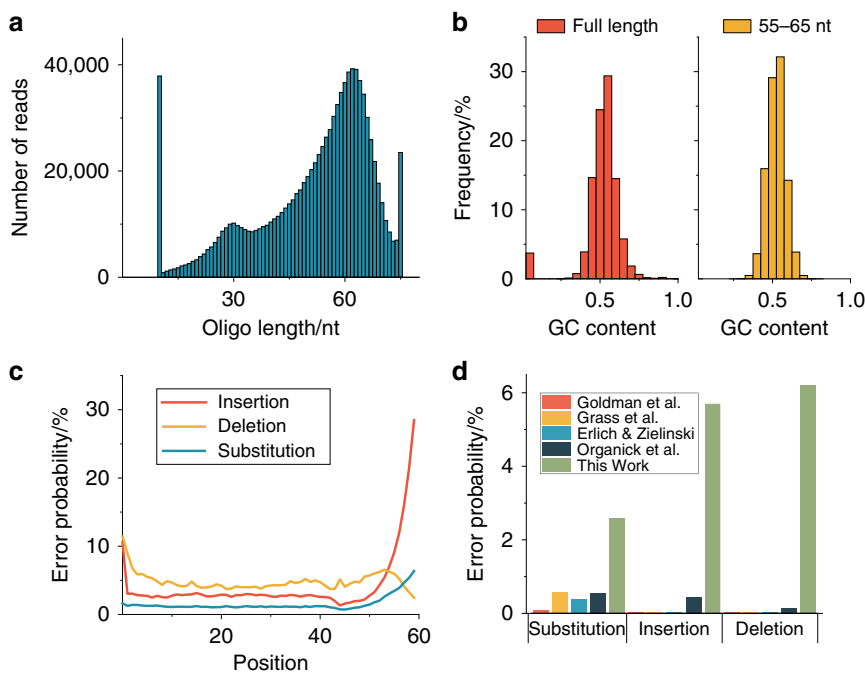 a
Number of reads
40,000
20,000
0
30
60
Oligo length/nt
b
Full length
55–65 nt
Frequency/%
30
20
10
0
0.5
1.0
0.5
1.0
GC content
GC content
c
Error probability/%
30
20
10
0
Insertion
Deletion
Substitution
0
20
40
60
Position
d
Error probability/%
6
4
2
0
Goldman et al.
Grass et al.
Erlich & Zielinski
Organick et al.
This Work
Substitution
Insertion
Deletion